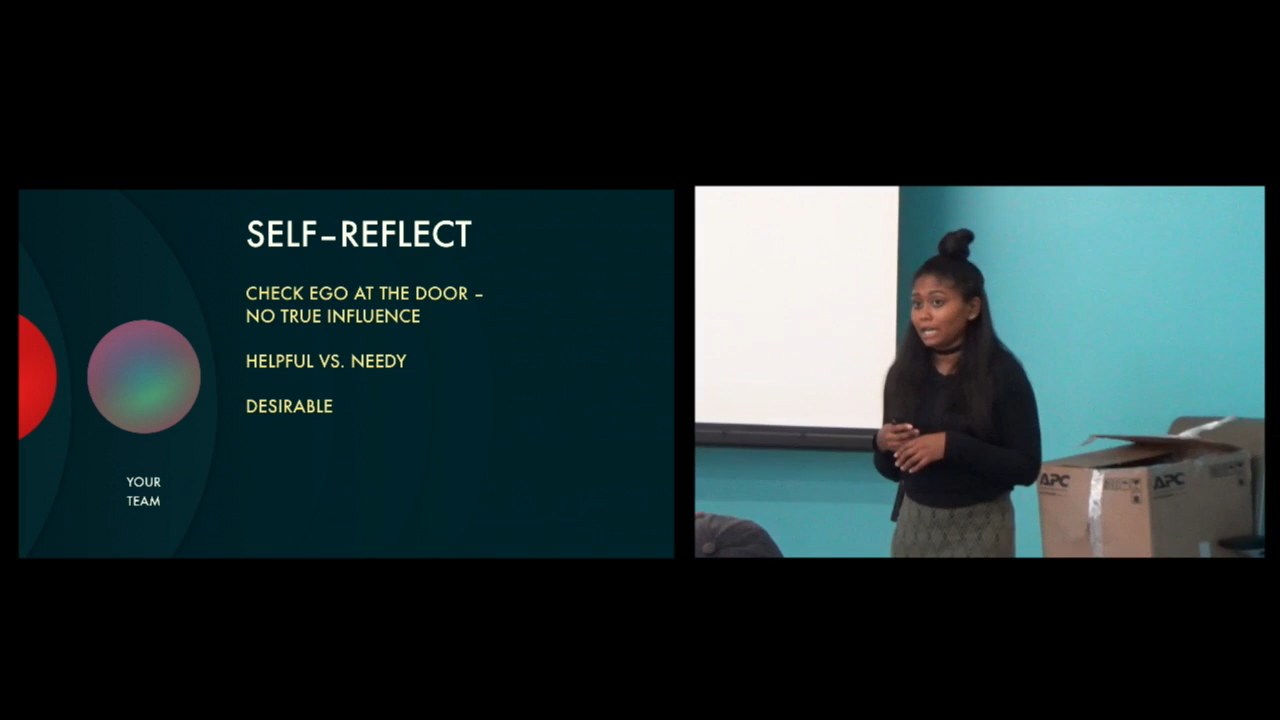 SELF-REFLECT
CHECK EGO AT THE DOOR –
NO TRUE INFLUENCE
HELPFUL VS. NEEDY
DESIRABLE
YOUR
TEAM
APC
APC